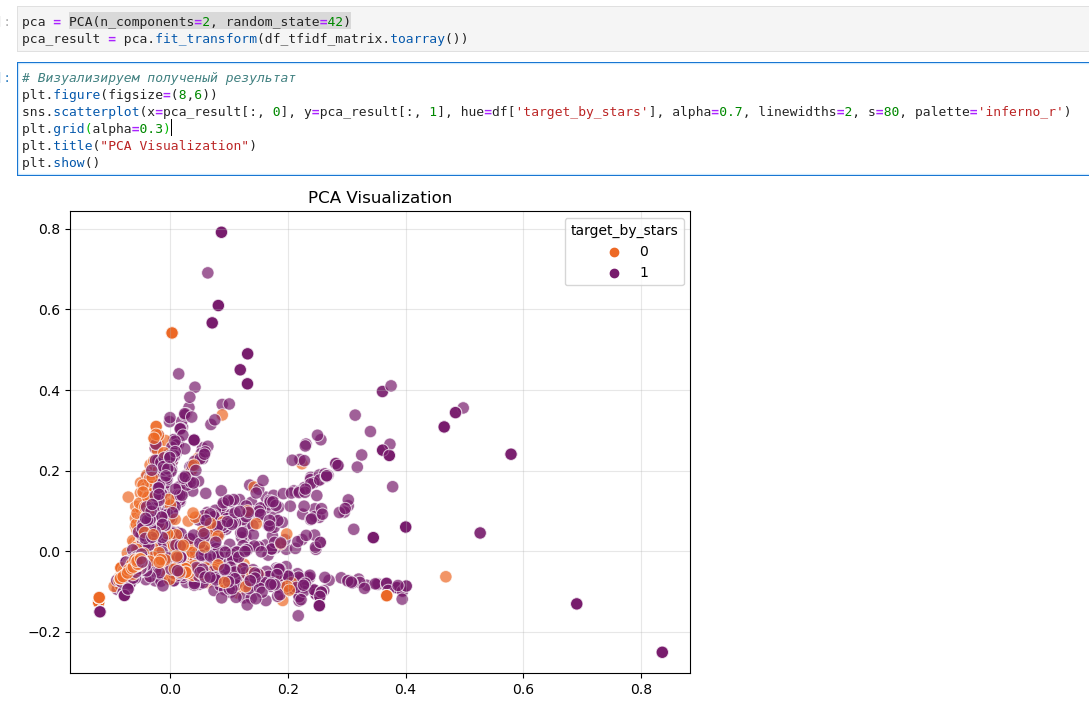 ]:
pca = PCA(n_components=2, random_state=42)
pca_result = pca.fit_transform(df_tfidf_matrix.toarray())
]:
# Визуализируем полученый результат
plt.figure(figsize=(8,6))
sns.scatterplot(x=pca_result[:, 0], y=pca_result[:, 1], hue=df['target_by_stars'], alpha=0.7, linewidths=2, s=80, palette='inferno_r')
plt.grid(alpha=0.3)
plt.title("PCA Visualization")
plt.show()
PCA Visualization
target_by_stars
0
1
0.8
0.6
0.4
0.2
0.0
−0.2
0.0 0.2 0.4 0.6 0.8